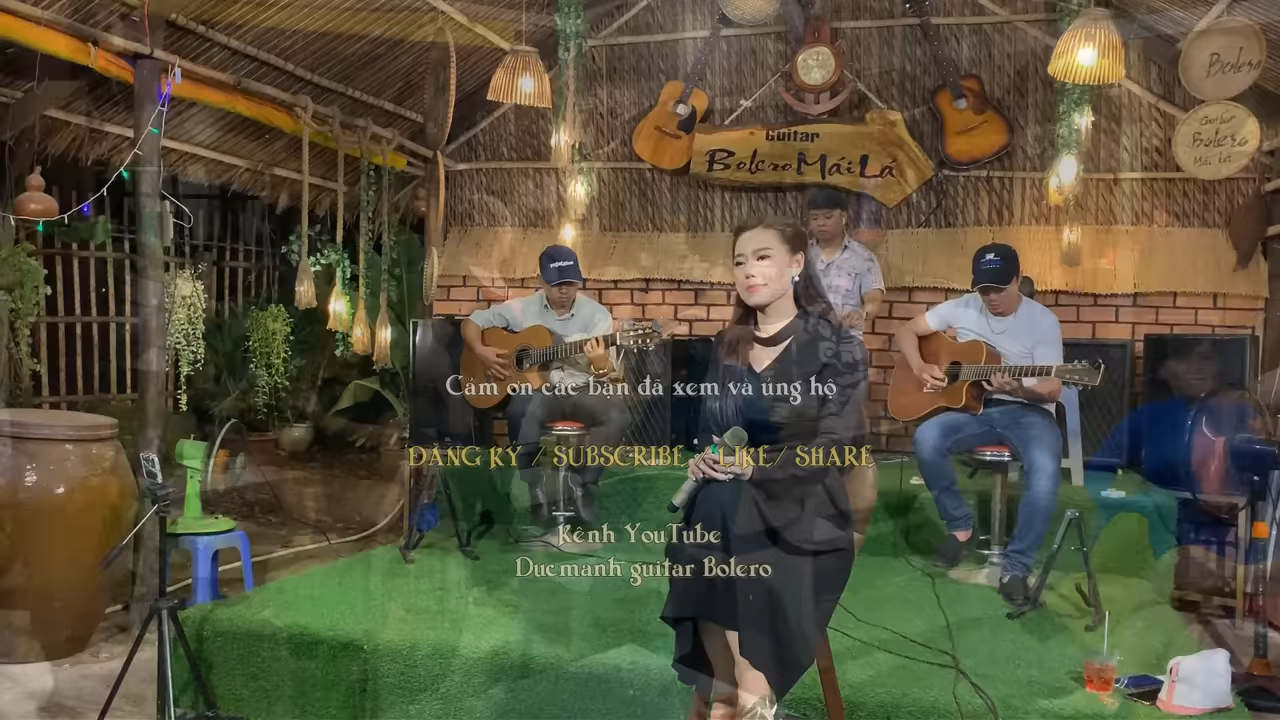 Bolero
Guitar
Bolero Mái Lá
Guitar
Bolero
Mái Lá
Cảm ơn các bạn đã xem và ủng hộ
ĐĂNG KÝ / SUBSCRIBE / LIKE / SHARE
Kênh YouTube
Ducmanh guitar Bolero